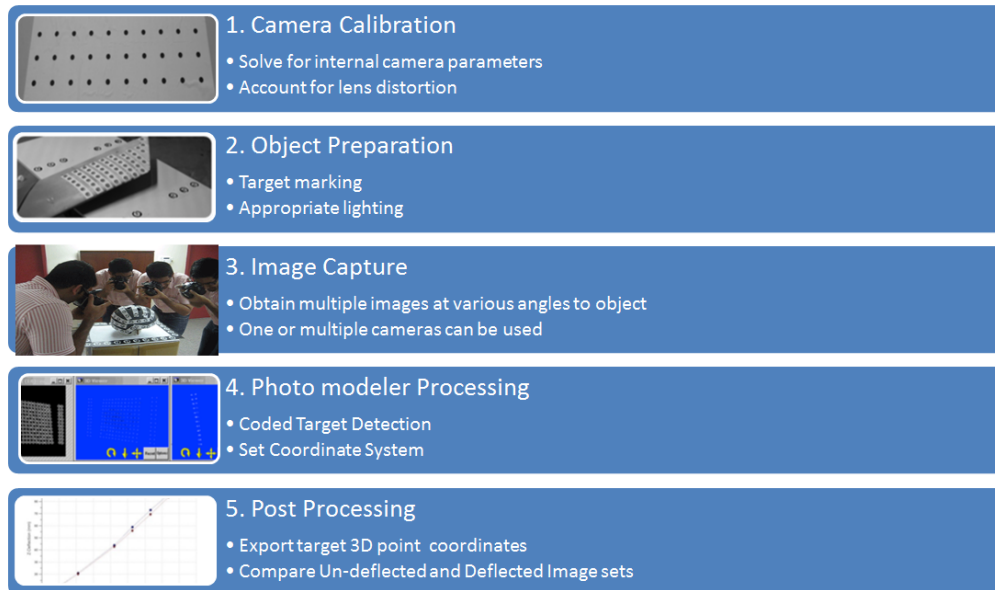 1. Camera Calibration
• Solve for internal camera parameters
• Account for lens distortion
2. Object Preparation
• Target marking
• Appropriate lighting
3. Image Capture
• Obtain multiple images at various angles to object
• One or multiple cameras can be used
4. Photo modeler Processing
• Coded Target Detection
• Set Coordinate System
5. Post Processing
• Export target 3D point coordinates
• Compare Un-deflected and Deflected Image sets